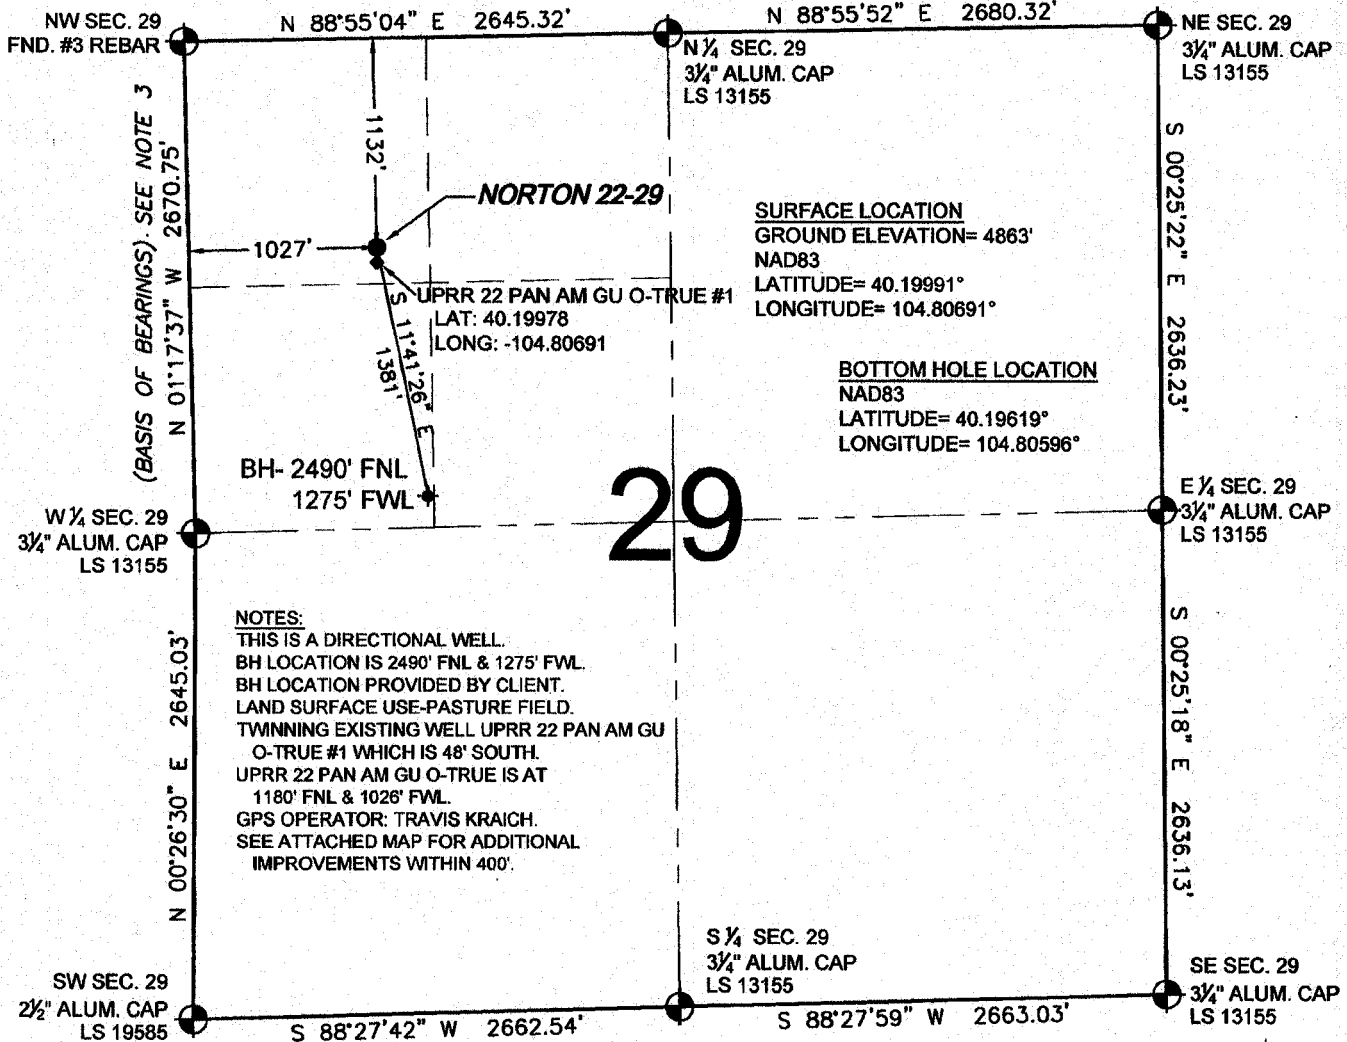 NW SEC. 29
FND. #3 REBAR
N 88°55'04" E 2645.32'
N 88°55'52" E 2680.32'
NE SEC. 29
3¼" ALUM. CAP
LS 13155
N ¼ SEC. 29
3¼" ALUM. CAP
LS 13155
(BASIS OF BEARINGS). SEE NOTE 3
N 01°17'37" W 2670.75'
1132'
NORTON 22-29
1027'
UPRR 22 PAN AM GU O-TRUE #1
LAT: 40.19978
LONG: -104.80691
S 11°41'26" E
1381'
SURFACE LOCATION
GROUND ELEVATION= 4863'
NAD83
LATITUDE= 40.19991°
LONGITUDE= 104.80691°
BOTTOM HOLE LOCATION
NAD83
LATITUDE= 40.19619°
LONGITUDE= 104.80596°
S 00°25'22" E 2636.23'
BH- 2490' FNL
1275' FWL
29
W ¼ SEC. 29
3¼" ALUM. CAP
LS 13155
E ¼ SEC. 29
3¼" ALUM. CAP
LS 13155
NOTES:
THIS IS A DIRECTIONAL WELL.
BH LOCATION IS 2490' FNL & 1275' FWL.
BH LOCATION PROVIDED BY CLIENT.
LAND SURFACE USE-PASTURE FIELD.
TWINNING EXISTING WELL UPRR 22 PAN AM GU
O-TRUE #1 WHICH IS 48' SOUTH.
UPRR 22 PAN AM GU O-TRUE IS AT
1180' FNL & 1026' FWL.
GPS OPERATOR: TRAVIS KRAICH.
SEE ATTACHED MAP FOR ADDITIONAL
IMPROVEMENTS WITHIN 400'.
N 00°26'30" E 2645.03'
S 00°25'18" E 2636.13'
S ¼ SEC. 29
3¼" ALUM. CAP
LS 13155
SW SEC. 29
2½" ALUM. CAP
LS 19585
SE SEC. 29
3¼" ALUM. CAP
LS 13155
S 88°27'42" W 2662.54'
S 88°27'59" W 2663.03'